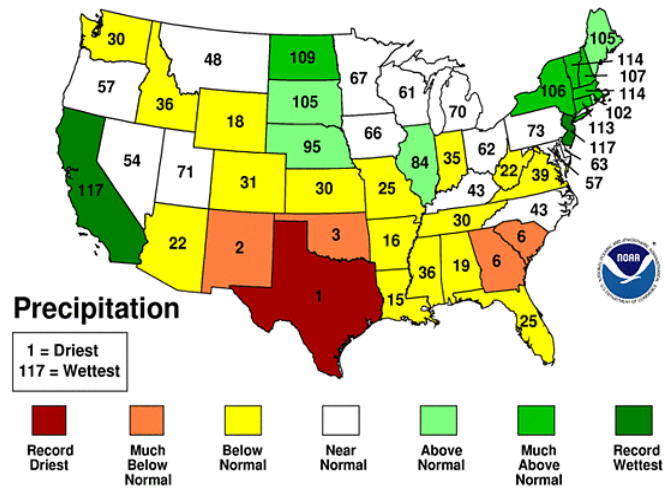 30
57
48
109
67
61
70
105
114
107
114
102
113
117
63
57
106
73
36
18
105
95
66
84
35
62
22
39
117
54
71
31
30
25
43
43
30
22
2
3
16
6
6
1
15
36
19
25
NOAA
Precipitation
1 = Driest
117 = Wettest
Record
Driest
Much
Below
Normal
Below
Normal
Near
Normal
Above
Normal
Much
Above
Normal
Record
Wettest